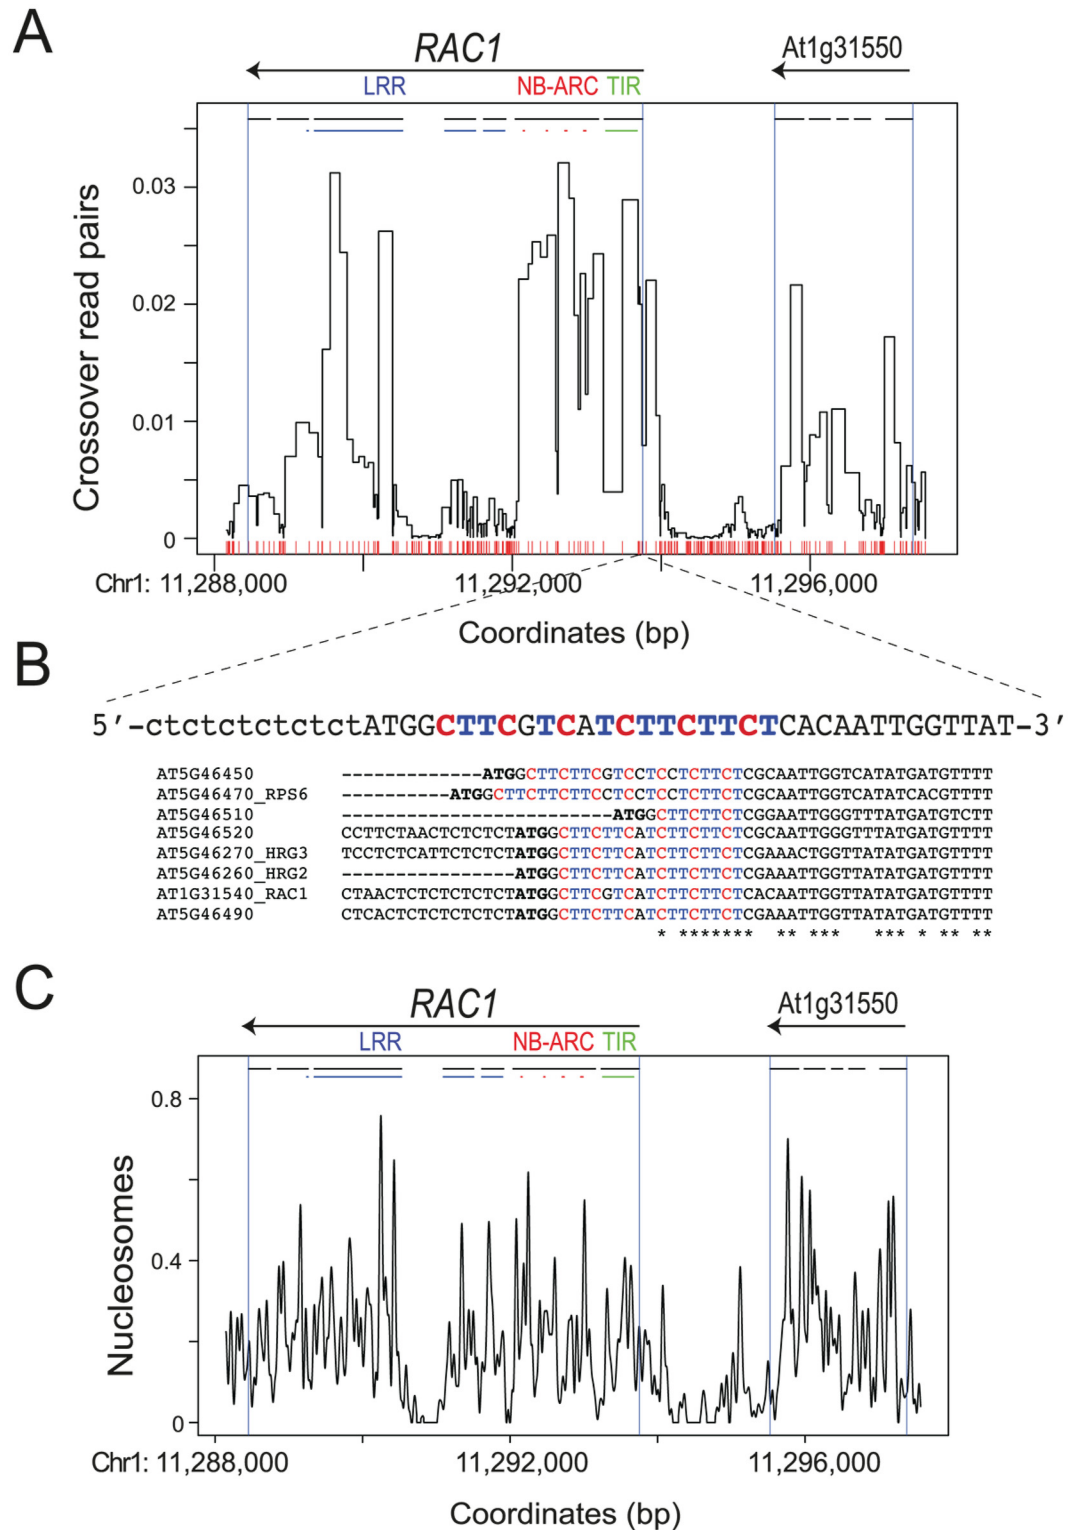 A
RAC1 At1g31550
LRR NB-ARC TIR
Crossover read pairs
0.03
0.02
0.01
0
Chr1: 11,288,000 11,292,000 11,296,000
Coordinates (bp)
B
5′-ctctctctctctATGGCTTCGTCATCTTCTTCTCACAATTGGTTAT-3′
AT5G46450 --------------ATGGCTTCTTCGTCCTCCTCTTCTCGCAATTGGTCATATGATGTTTT
AT5G46470_RPS6 -----------ATGGCTTCTTCTTCCTCCTCCTCTTCTCGCAATTGGTCATATCACGTTTT
AT5G46510 ---------------------------ATGGCTTCTTCTTCTCGCAATTGGGTTTATGATGTCTT
AT5G46520 CCTTCTAACTCTCTCTATGGCTTCTTCATCTTCTTCTCGCAATTGGGTTTATGATGTTTT
AT5G46270_HRG3 TCCTCTCATTCTCTCTATGGCTTCTTCATCTTCTTCTCGAAACTGGTTATATGATGTTTT
AT5G46260_HRG2 -----------------ATGGCTTCTTCATCTTCTTCTCGAAATTGGTTATATGATGTTTT
AT1G31540_RAC1 CTAACTCTCTCTCTCTATGGCTTCGTCATCTTCTTCTCACAATTGGTTATATGATGTTTT
AT5G46490 CTCACTCTCTCTCTCTATGGCTTCTTCATCTTCTTCTCGAAATTGGTTATATGATGTTTT
* ******* ** *** *** * ** **
C
RAC1 At1g31550
LRR NB-ARC TIR
Nucleosomes
0.8
0.4
0
Chr1: 11,288,000 11,292,000 11,296,000
Coordinates (bp)